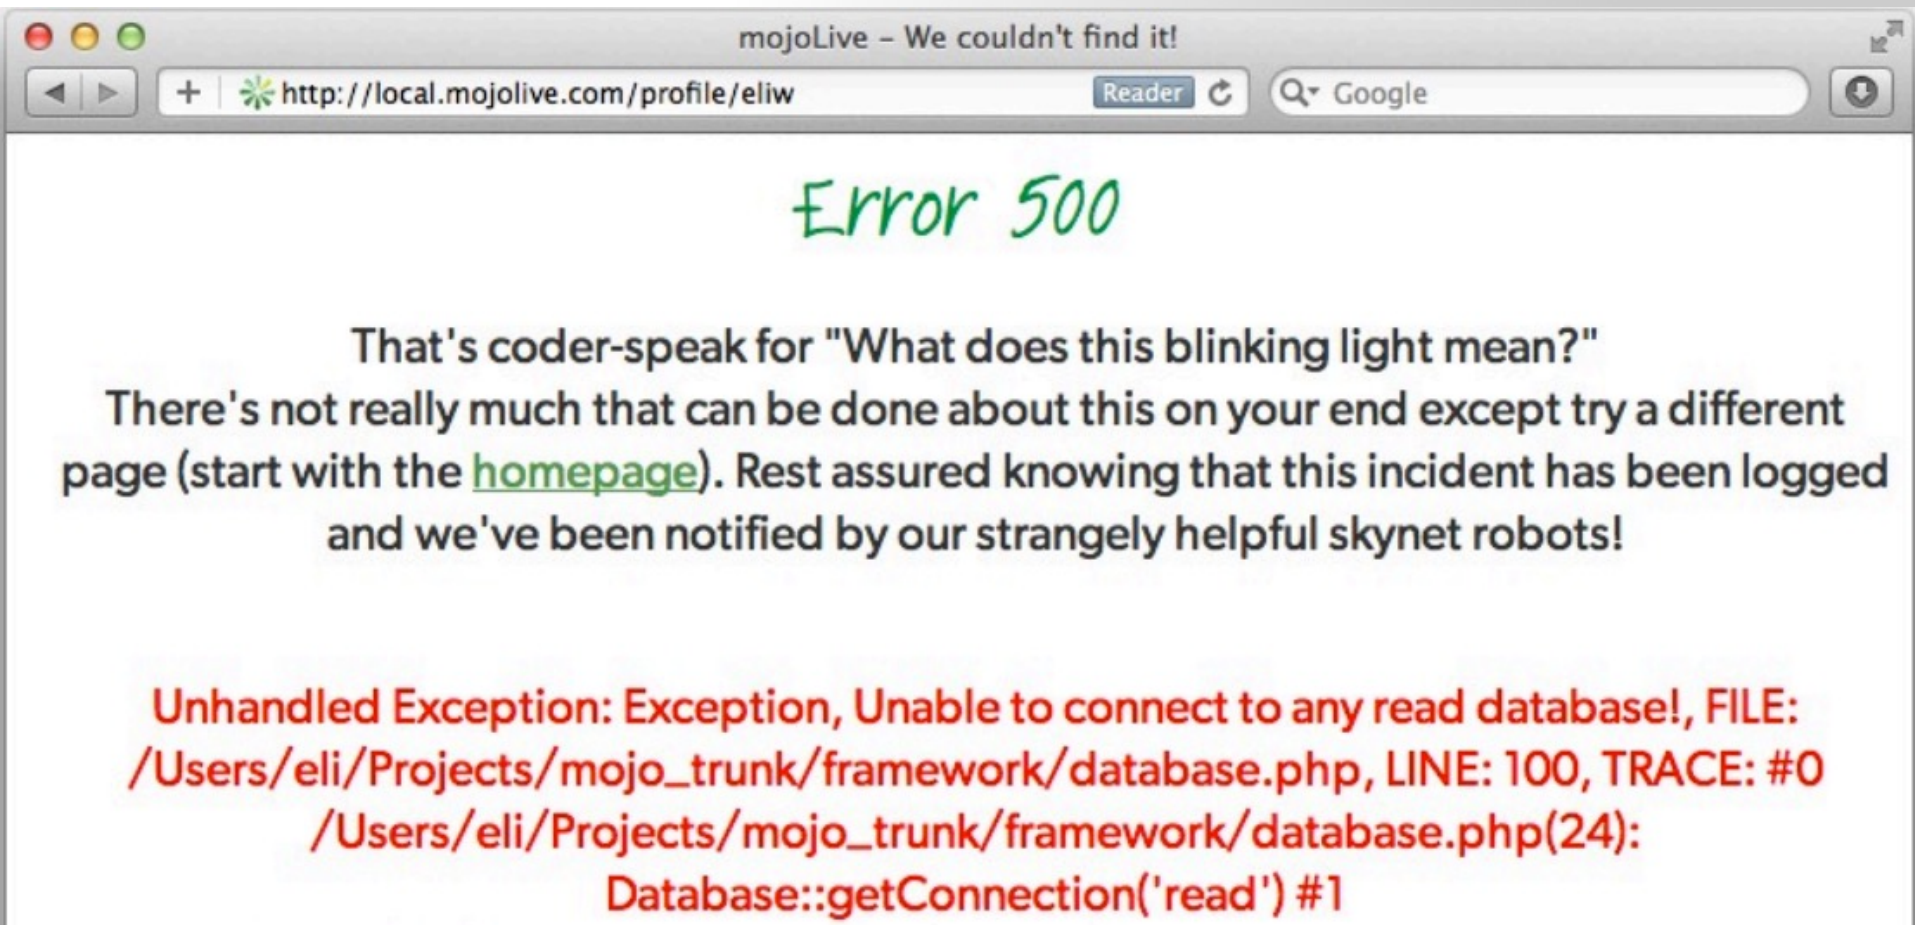 mojoLive – We couldn't find it!
http://local.mojolive.com/profile/eliw
Reader
Google
Error 500
That's coder-speak for "What does this blinking light mean?"
There's not really much that can be done about this on your end except try a different
page (start with the homepage). Rest assured knowing that this incident has been logged
and we've been notified by our strangely helpful skynet robots!
Unhandled Exception: Exception, Unable to connect to any read database!, FILE:
/Users/eli/Projects/mojo_trunk/framework/database.php, LINE: 100, TRACE: #0
/Users/eli/Projects/mojo_trunk/framework/database.php(24):
Database::getConnection('read') #1